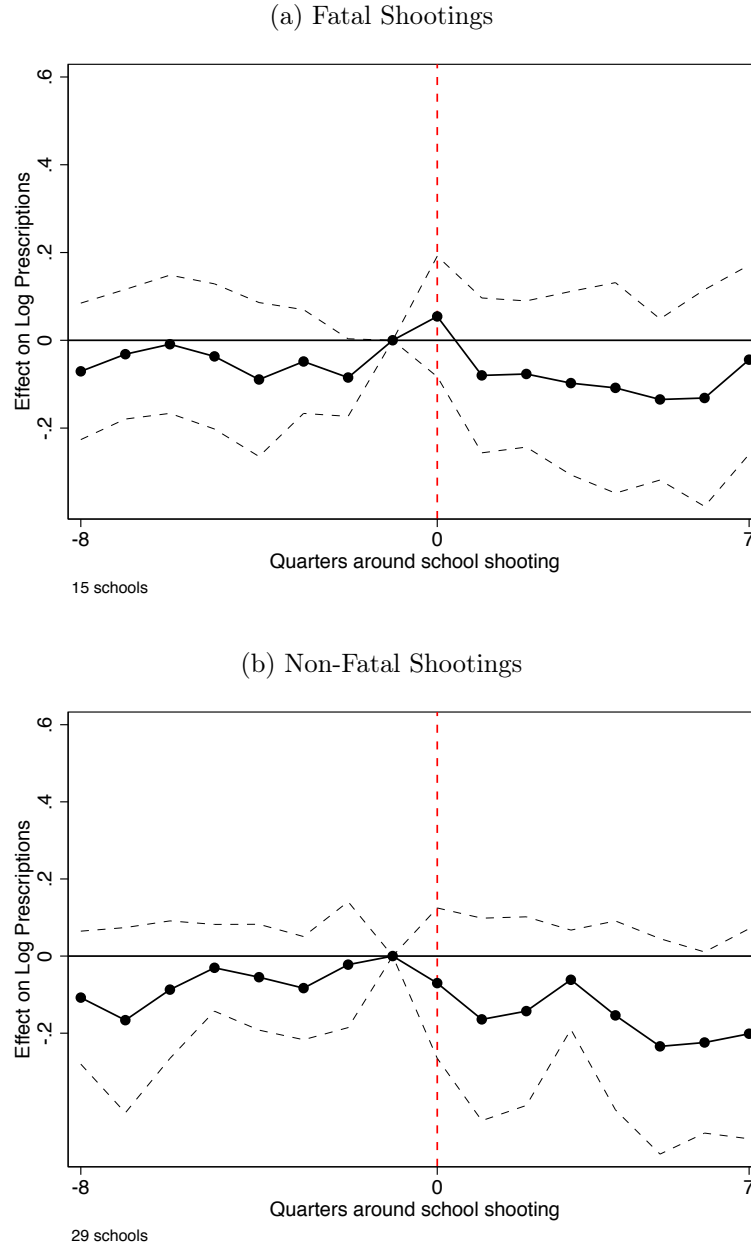 (a) Fatal Shootings
.6
.4
.2
0
-.2
Effect on Log Prescriptions
-8
0
7
Quarters around school shooting
15 schools
(b) Non-Fatal Shootings
.6
.4
.2
0
-.2
Effect on Log Prescriptions
-8
0
7
Quarters around school shooting
29 schools